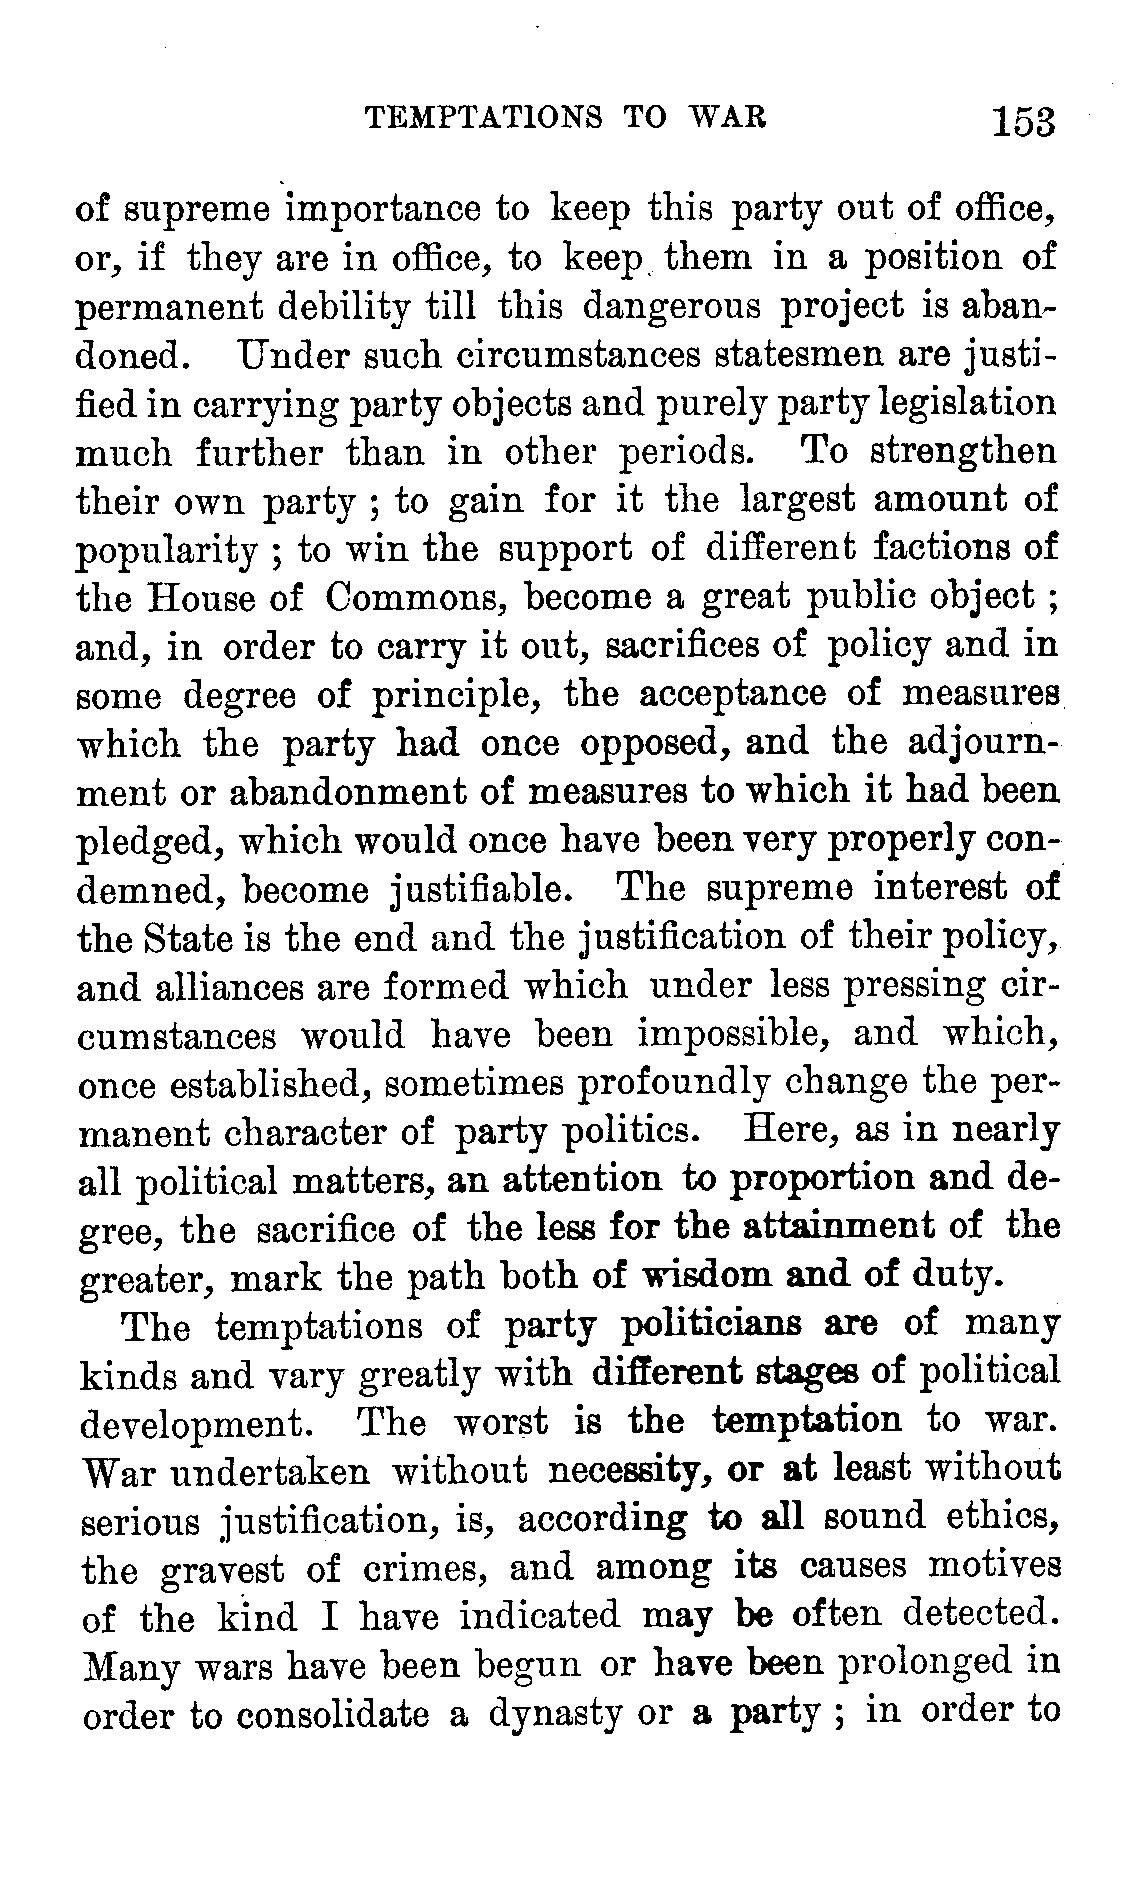 TEMPTATIONS TO WAR 153
of supreme importance to keep this party out of office,
or, if they are in office, to keep them in a position of
permanent debility till this dangerous project is aban-
doned. Under such circumstances statesmen are justi-
fied in carrying party objects and purely party legislation
much further than in other periods. To strengthen
their own party ; to gain for it the largest amount of
popularity ; to win the support of different factions of
the House of Commons, become a great public object ;
and, in order to carry it out, sacrifices of policy and in
some degree of principle, the acceptance of measures
which the party had once opposed, and the adjourn-
ment or abandonment of measures to which it had been
pledged, which would once have been very properly con-
demned, become justifiable. The supreme interest of
the State is the end and the justification of their policy,
and alliances are formed which under less pressing cir-
cumstances would have been impossible, and which,
once established, sometimes profoundly change the per-
manent character of party politics. Here, as in nearly
all political matters, an attention to proportion and de-
gree, the sacrifice of the less for the attainment of the
greater, mark the path both of wisdom and of duty.
The temptations of party politicians are of many
kinds and vary greatly with different stages of political
development. The worst is the temptation to war.
War undertaken without necessity, or at least without
serious justification, is, according to all sound ethics,
the gravest of crimes, and among its causes motives
of the kind I have indicated may be often detected.
Many wars have been begun or have been prolonged in
order to consolidate a dynasty or a party ; in order to